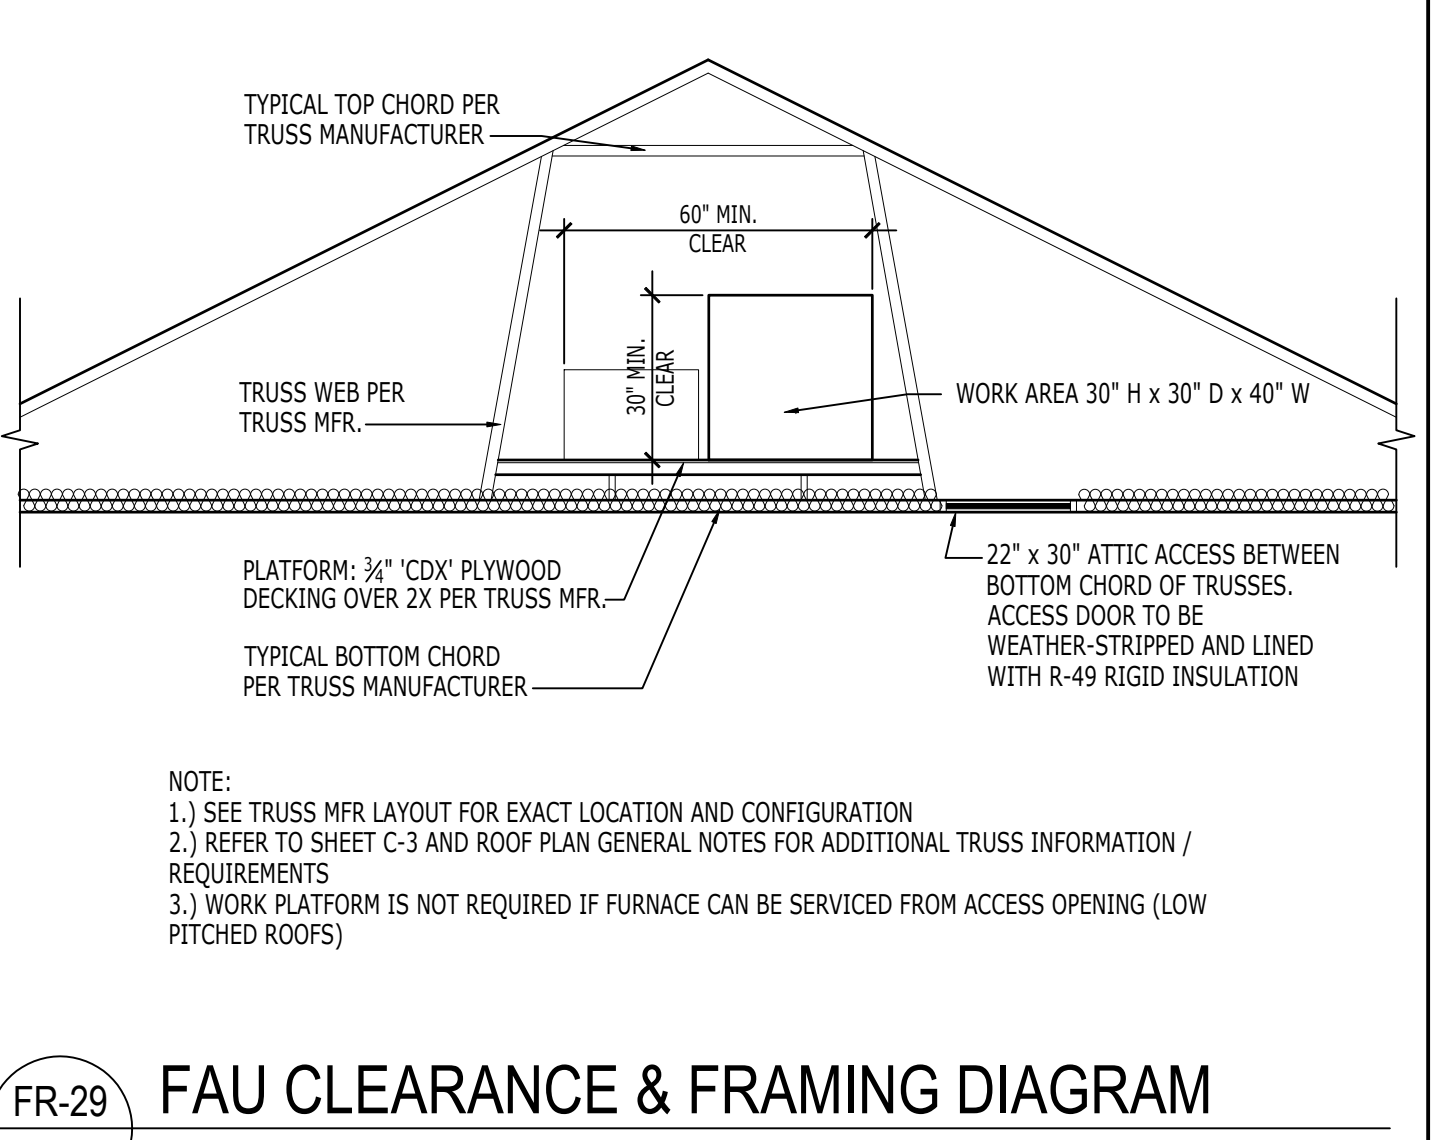 TYPICAL TOP CHORD PER
TRUSS MANUFACTURER
60" MIN.
CLEAR
30" MIN.
CLEAR
TRUSS WEB PER
TRUSS MFR.
WORK AREA 30" H x 30" D x 40" W
PLATFORM: ¾" 'CDX' PLYWOOD
DECKING OVER 2X PER TRUSS MFR.
TYPICAL BOTTOM CHORD
PER TRUSS MANUFACTURER
22" x 30" ATTIC ACCESS BETWEEN
BOTTOM CHORD OF TRUSSES.
ACCESS DOOR TO BE
WEATHER-STRIPPED AND LINED
WITH R-49 RIGID INSULATION
NOTE:
1.) SEE TRUSS MFR LAYOUT FOR EXACT LOCATION AND CONFIGURATION
2.) REFER TO SHEET C-3 AND ROOF PLAN GENERAL NOTES FOR ADDITIONAL TRUSS INFORMATION /
REQUIREMENTS
3.) WORK PLATFORM IS NOT REQUIRED IF FURNACE CAN BE SERVICED FROM ACCESS OPENING (LOW
PITCHED ROOFS)
FR-29
FAU CLEARANCE & FRAMING DIAGRAM